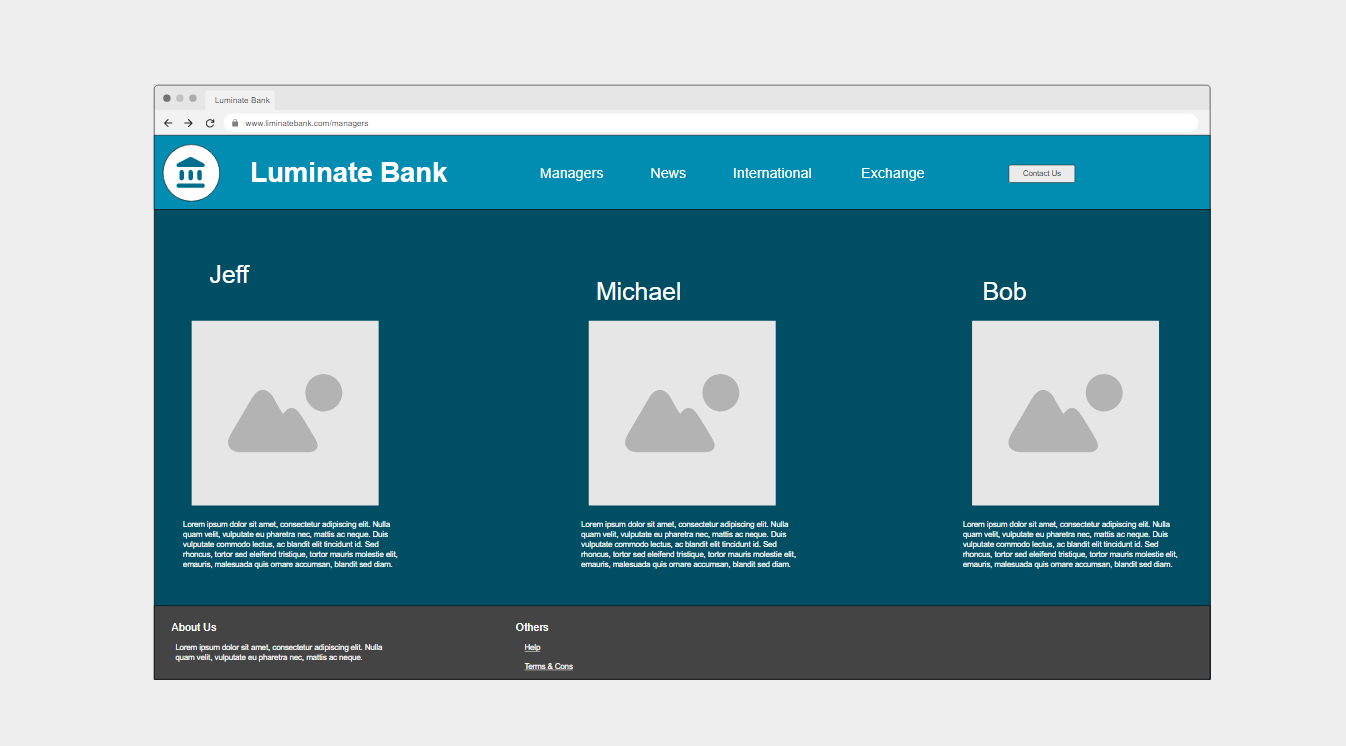 Luminate Bank
www.liminatebank.com/managers
Luminate Bank
Managers
News
International
Exchange
Contact Us
Jeff
Michael
Bob
Lorem ipsum dolor sit amet, consectetur adipiscing elit. Nulla
quam velit, vulputate eu pharetra nec, mattis ac neque. Duis
vulputate commodo lectus, ac blandit elit tincidunt id. Sed
rhoncus, tortor sed eleifend tristique, tortor mauris molestie elit,
emauris, malesuada quis ornare accumsan, blandit sed diam.
Lorem ipsum dolor sit amet, consectetur adipiscing elit. Nulla
quam velit, vulputate eu pharetra nec, mattis ac neque. Duis
vulputate commodo lectus, ac blandit elit tincidunt id. Sed
rhoncus, tortor sed eleifend tristique, tortor mauris molestie elit,
emauris, malesuada quis ornare accumsan, blandit sed diam.
Lorem ipsum dolor sit amet, consectetur adipiscing elit. Nulla
quam velit, vulputate eu pharetra nec, mattis ac neque. Duis
vulputate commodo lectus, ac blandit elit tincidunt id. Sed
rhoncus, tortor sed eleifend tristique, tortor mauris molestie elit,
emauris, malesuada quis ornare accumsan, blandit sed diam.
About Us
Lorem ipsum dolor sit amet, consectetur adipiscing elit. Nulla
quam velit, vulputate eu pharetra nec, mattis ac neque.
Others
Help
Terms & Cons